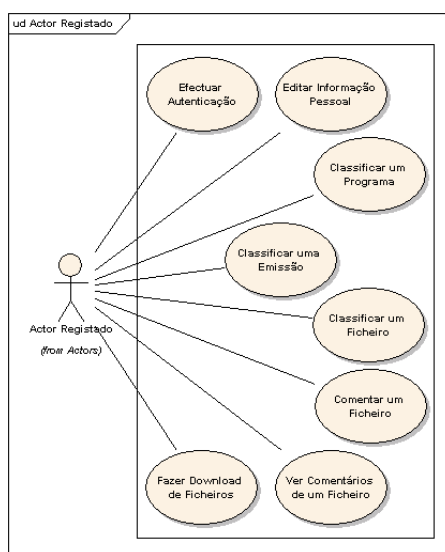 ud Actor Registado
Efectuar
Autenticação
Editar Informação
Pessoal
Classificar um
Programa
Classificar uma
Emissão
Actor Registado
(from Actors)
Classificar um
Ficheiro
Comentar um
Ficheiro
Fazer Download
de Ficheiros
Ver Comentários
de um Ficheiro